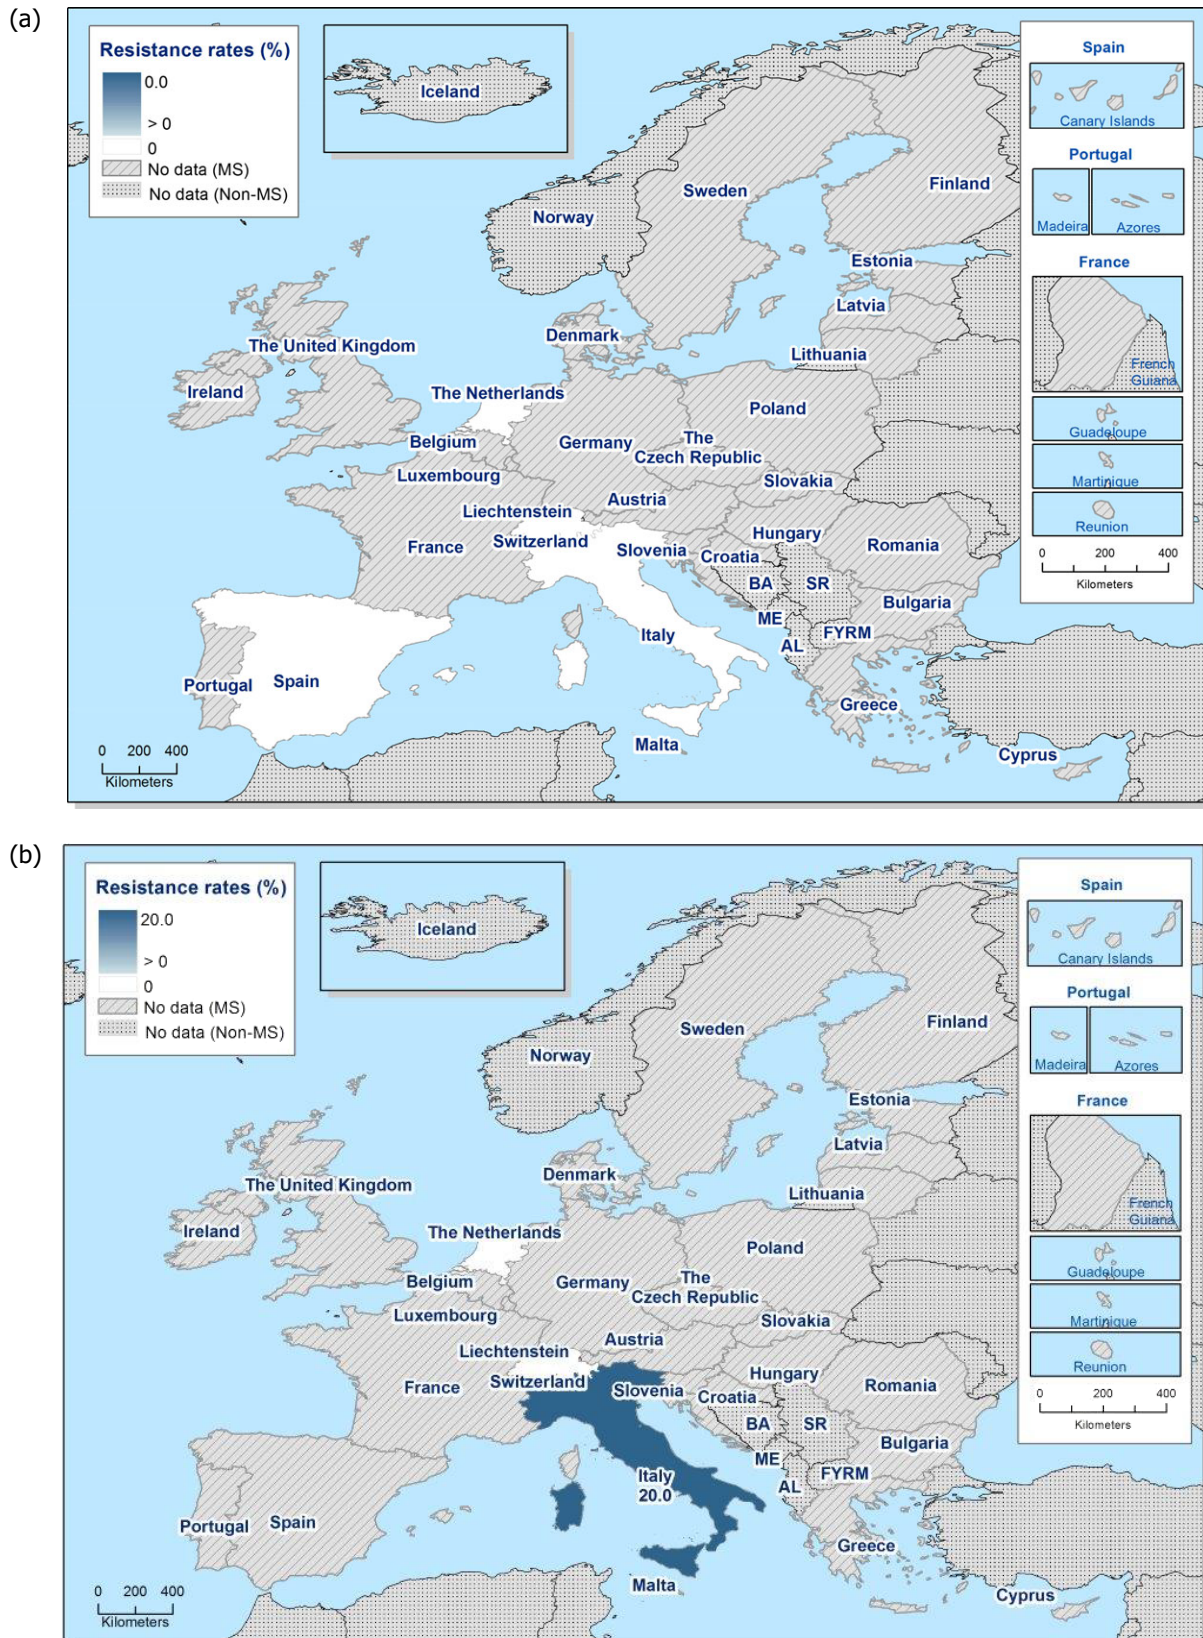 (a)
Resistance rates (%)
0.0
> 0
0
No data (MS)
No data (Non-MS)
Iceland
Spain
Canary Islands
Portugal
Madeira
Azores
France
French
Guiana
Guadeloupe
Martinique
Reunion
0 200 400
Kilometers
Norway
Sweden
Finland
Estonia
Latvia
Lithuania
Denmark
The United Kingdom
Ireland
The Netherlands
Belgium
Luxembourg
Germany
Poland
The
Czech Republic
Slovakia
Austria
Liechtenstein
Switzerland
France
Slovenia
Hungary
Croatia
Romania
BA
SR
Bulgaria
ME
FYRM
AL
Italy
Portugal
Spain
Greece
Malta
Cyprus
0 200 400
Kilometers
(b)
Resistance rates (%)
20.0
> 0
0
No data (MS)
No data (Non-MS)
Iceland
Spain
Canary Islands
Portugal
Madeira
Azores
France
French
Guiana
Guadeloupe
Martinique
Reunion
0 200 400
Kilometers
Norway
Sweden
Finland
Estonia
Latvia
Lithuania
Denmark
The United Kingdom
Ireland
The Netherlands
Belgium
Luxembourg
Germany
Poland
The
Czech Republic
Slovakia
Austria
Liechtenstein
Switzerland
France
Slovenia
Hungary
Croatia
Romania
BA
SR
Bulgaria
ME
FYRM
AL
Italy
20.0
Portugal
Spain
Greece
Malta
Cyprus
0 200 400
Kilometers